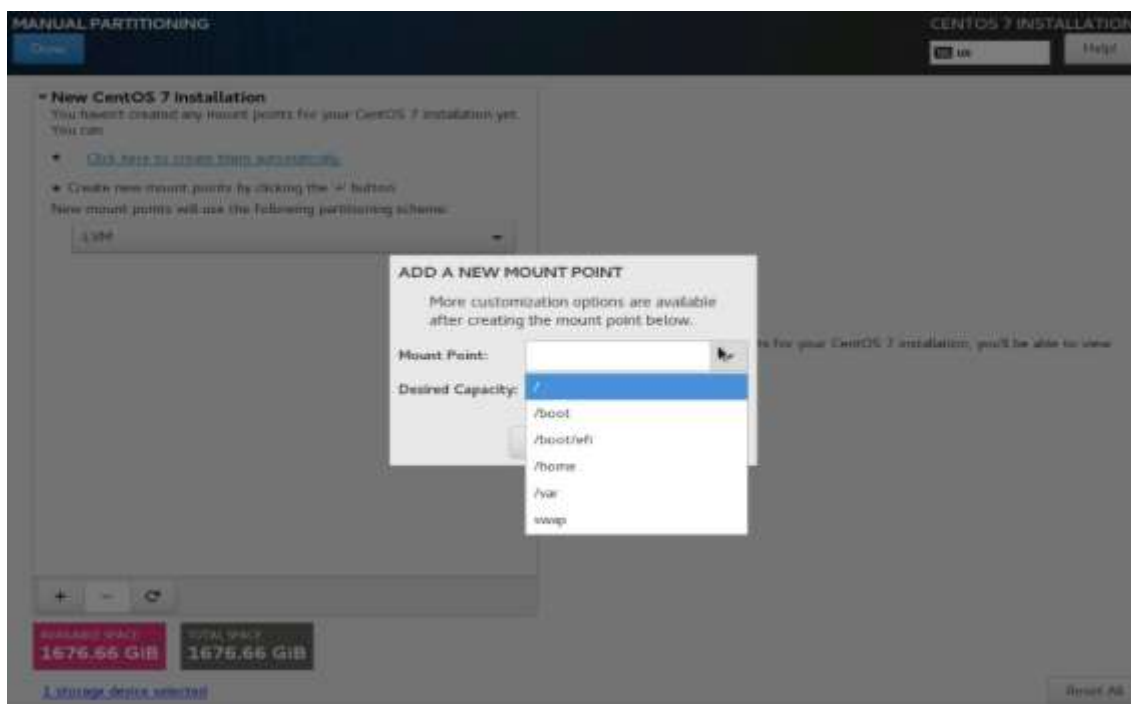 MANUAL PARTITIONING
CENTOS 7 INSTALLATION
Done
us
Help!
New CentOS 7 Installation
You haven't created any mount points for your CentOS 7 installation yet.
You can:
Click here to create them automatically.
Create new mount points by clicking the '+' button.
New mount points will use the following partitioning scheme:
LVM
ADD A NEW MOUNT POINT
More customization options are available
after creating the mount point below.
Mount Point:
ts for your CentOS 7 installation, you'll be able to view
Desired Capacity:
/
/boot
/boot/efi
/home
/var
swap
+ - 
AVAILABLE SPACE
1676.66 GiB
TOTAL SPACE
1676.66 GiB
1 storage device selected
Reset All